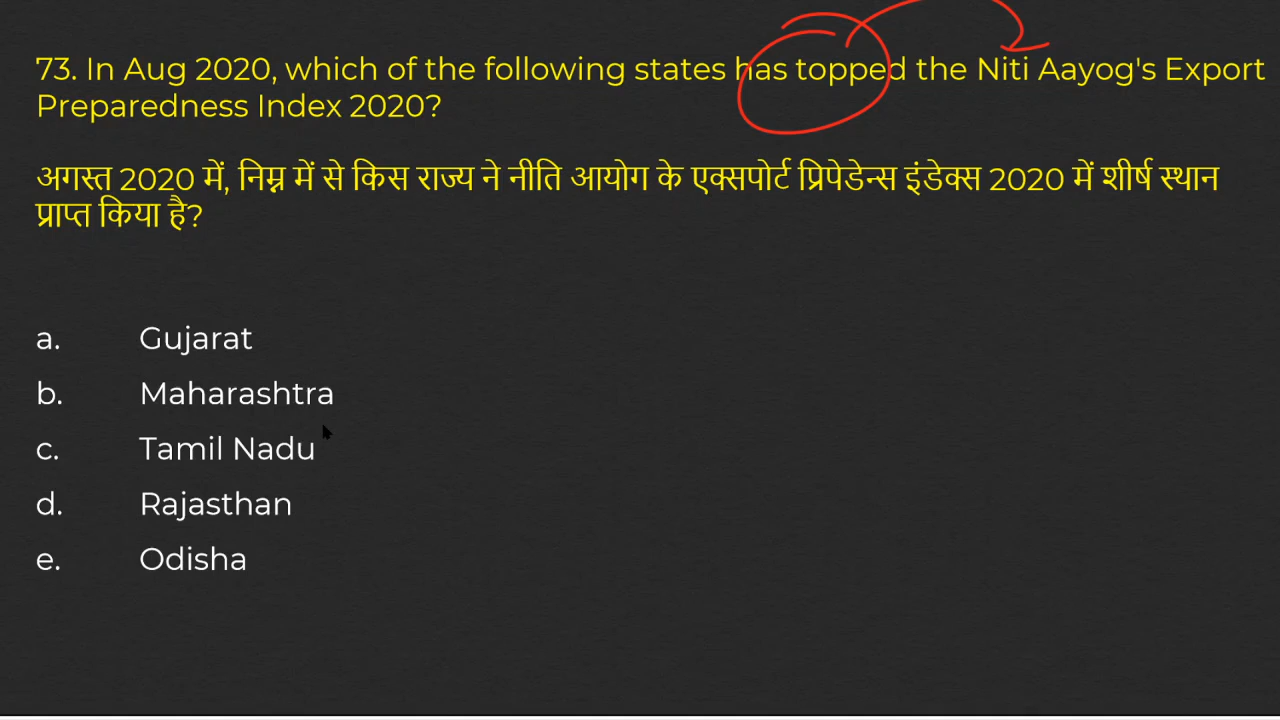 73. In Aug 2020, which of the following states has topped the Niti Aayog's Export
Preparedness Index 2020?
अगस्त 2020 में, निम्न में से किस राज्य ने नीति आयोग के एक्सपोर्ट प्रिपेडेन्स इंडेक्स 2020 में शीर्ष स्थान
प्राप्त किया है?
a. Gujarat
b. Maharashtra
c. Tamil Nadu
d. Rajasthan
e. Odisha